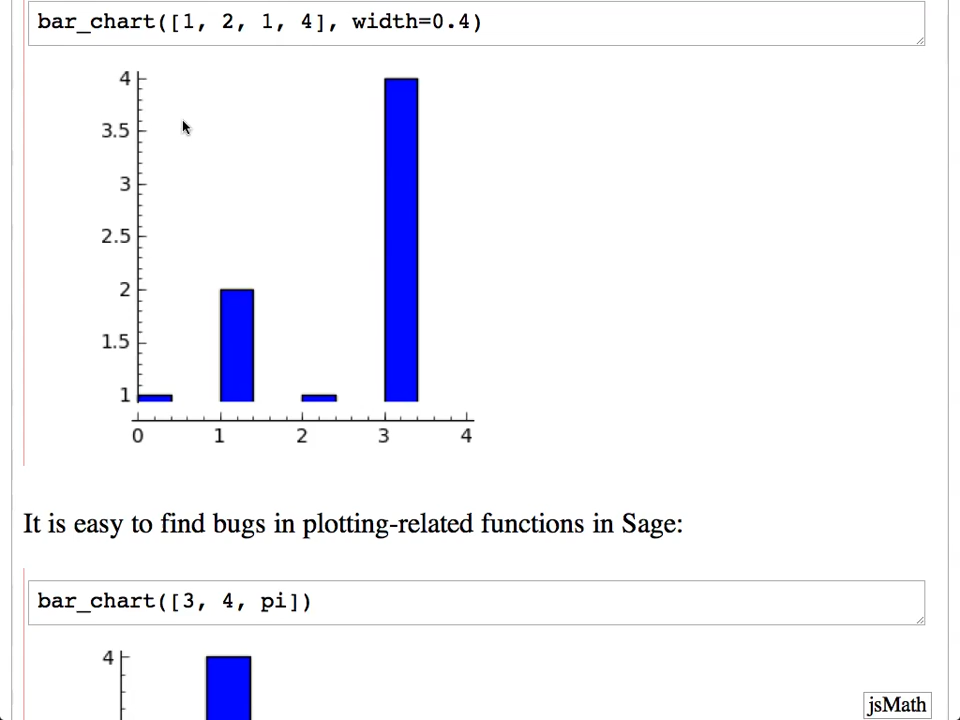 bar_chart([1, 2, 1, 4], width=0.4)
4
3.5
3
2.5
2
1.5
1
0 1 2 3 4
It is easy to find bugs in plotting-related functions in Sage:
bar_chart([3, 4, pi])
4
jsMath